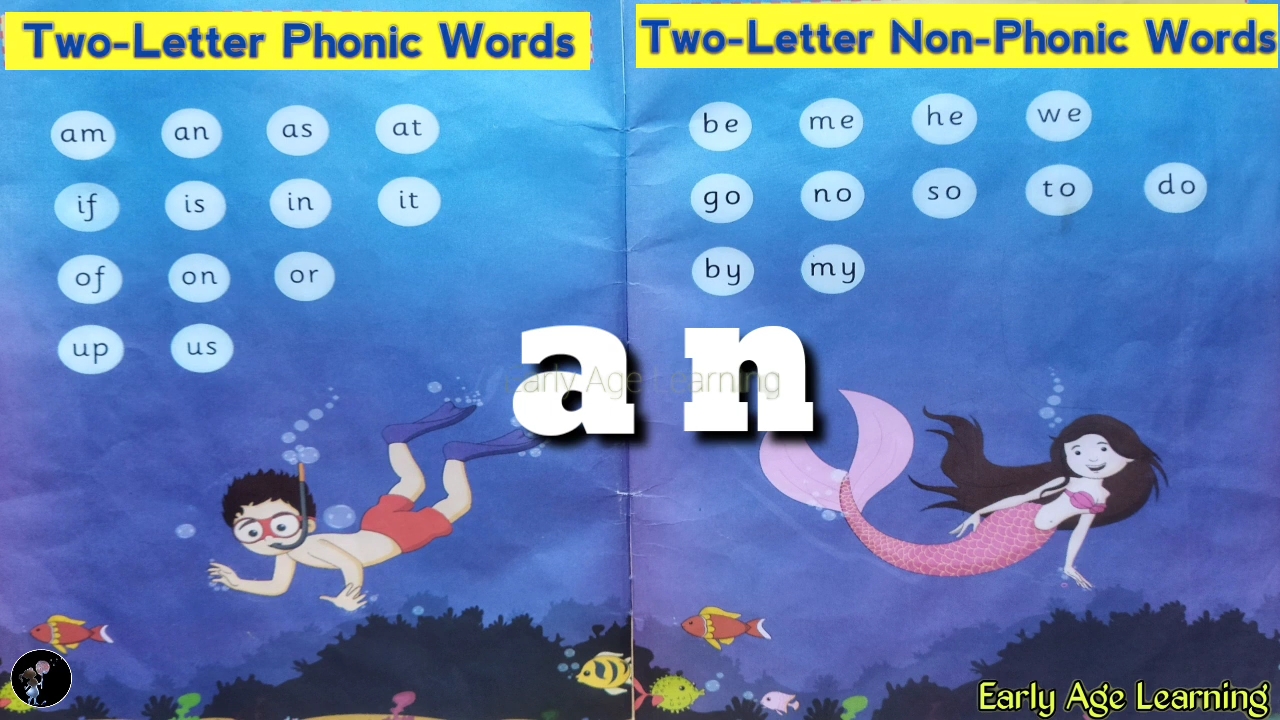 Two-Letter Phonic Words
am an as at
if is in it
of on or
up us
Two-Letter Non-Phonic Words
be me he we
go no so to do
by my
a n
Early Age Learning
Early Age Learning